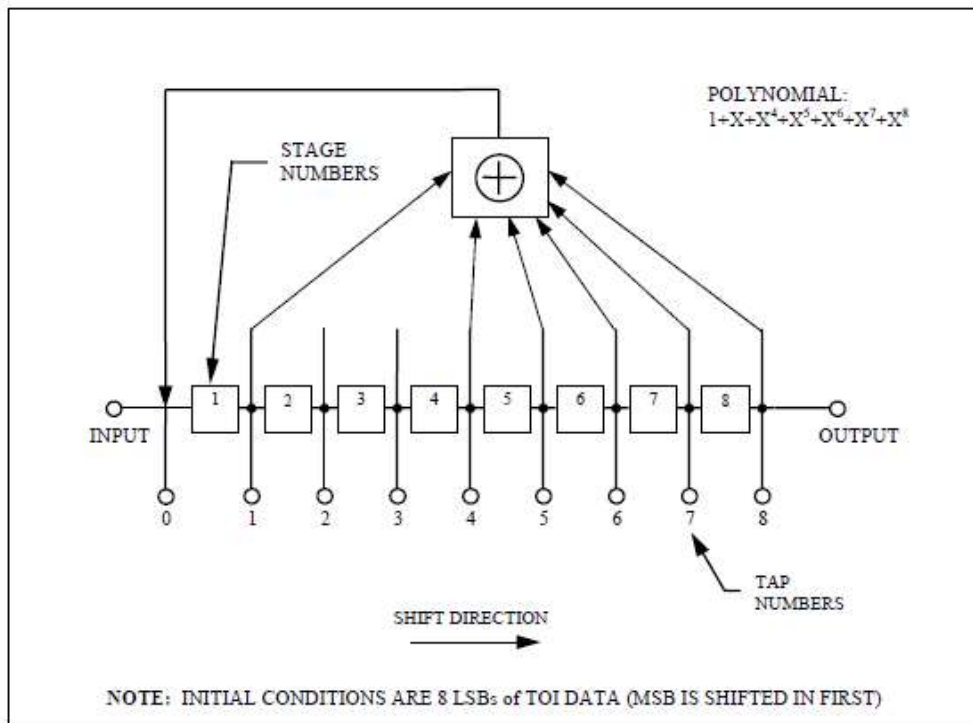 POLYNOMIAL:
1+X+X⁴+X⁵+X⁶+X⁷+X⁸
STAGE
NUMBERS
1 2 3 4 5 6 7 8
INPUT
OUTPUT
0 1 2 3 4 5 6 7 8
TAP
NUMBERS
SHIFT DIRECTION
NOTE: INITIAL CONDITIONS ARE 8 LSBs of TOI DATA (MSB IS SHIFTED IN FIRST)